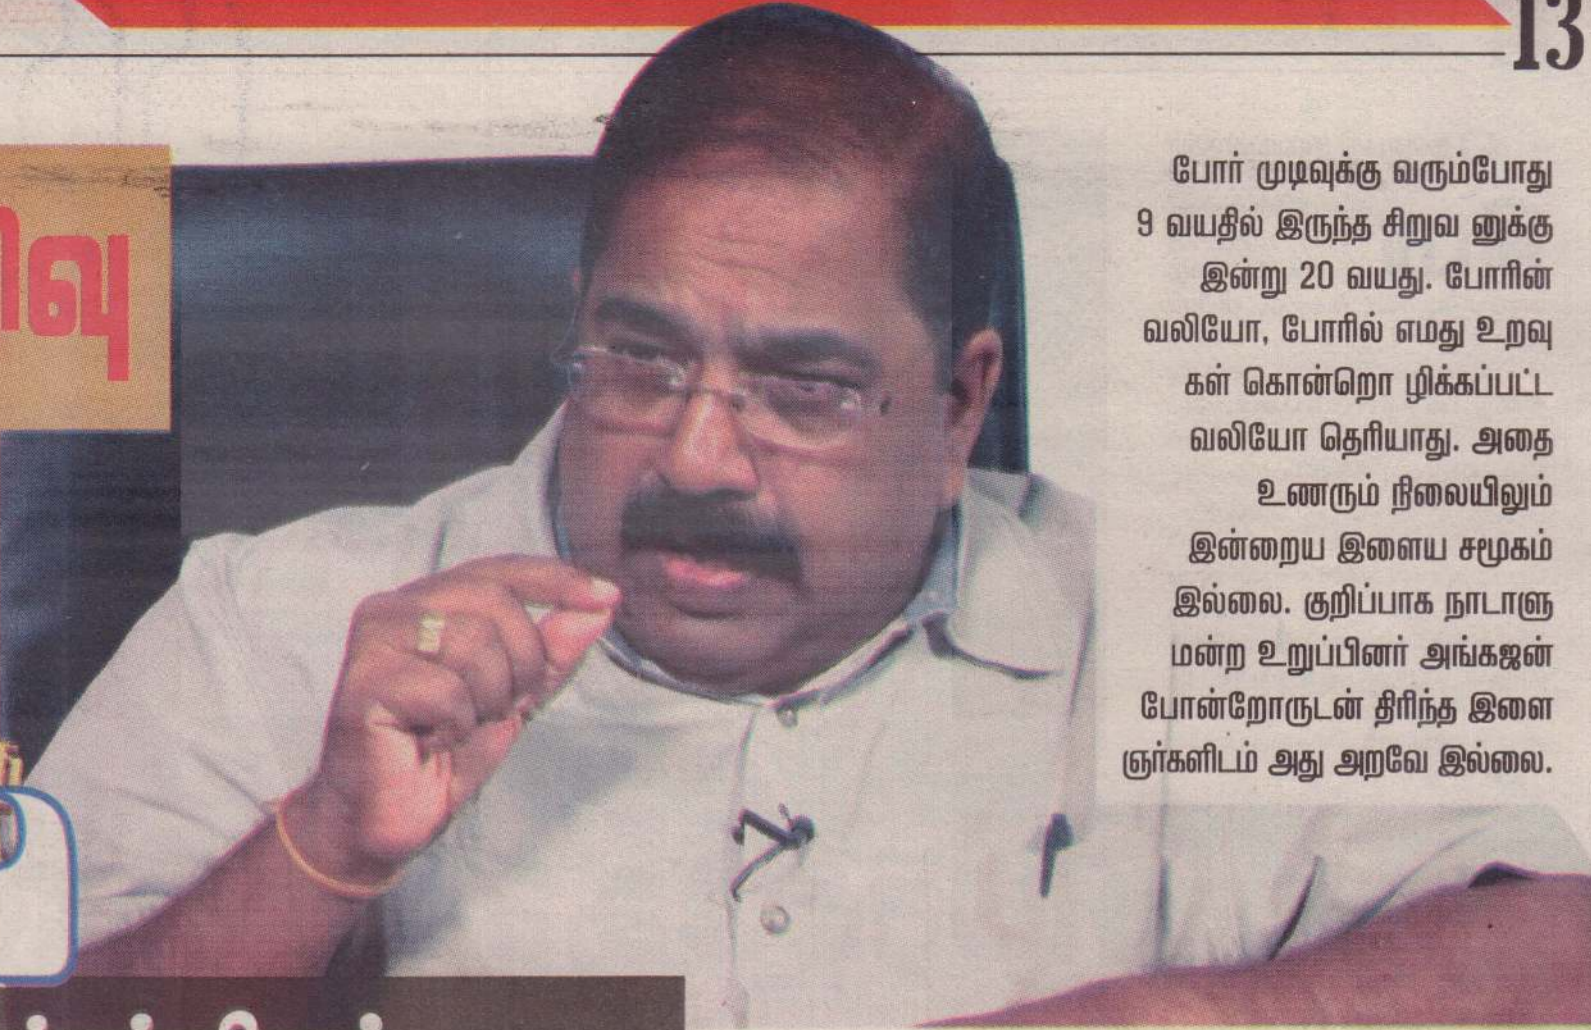 13
போர் முடிவுக்கு வரும்போது
9 வயதில் இருந்த சிறுவ னுக்கு
இன்று 20 வயது. போரின்
வலியோ, போரில் எமது உறவு
கள் கொன்றொ ழிக்கப்பட்ட
வலியோ தெரியாது. அதை
உணரும் நிலையிலும்
இன்றைய இளைய சமூகம்
இல்லை. குறிப்பாக நாடாளு
மன்ற உறுப்பினர் அங்கஜன்
போன்றோருடன் திரிந்த இளை
ஞர்களிடம் அது அறவே இல்லை.